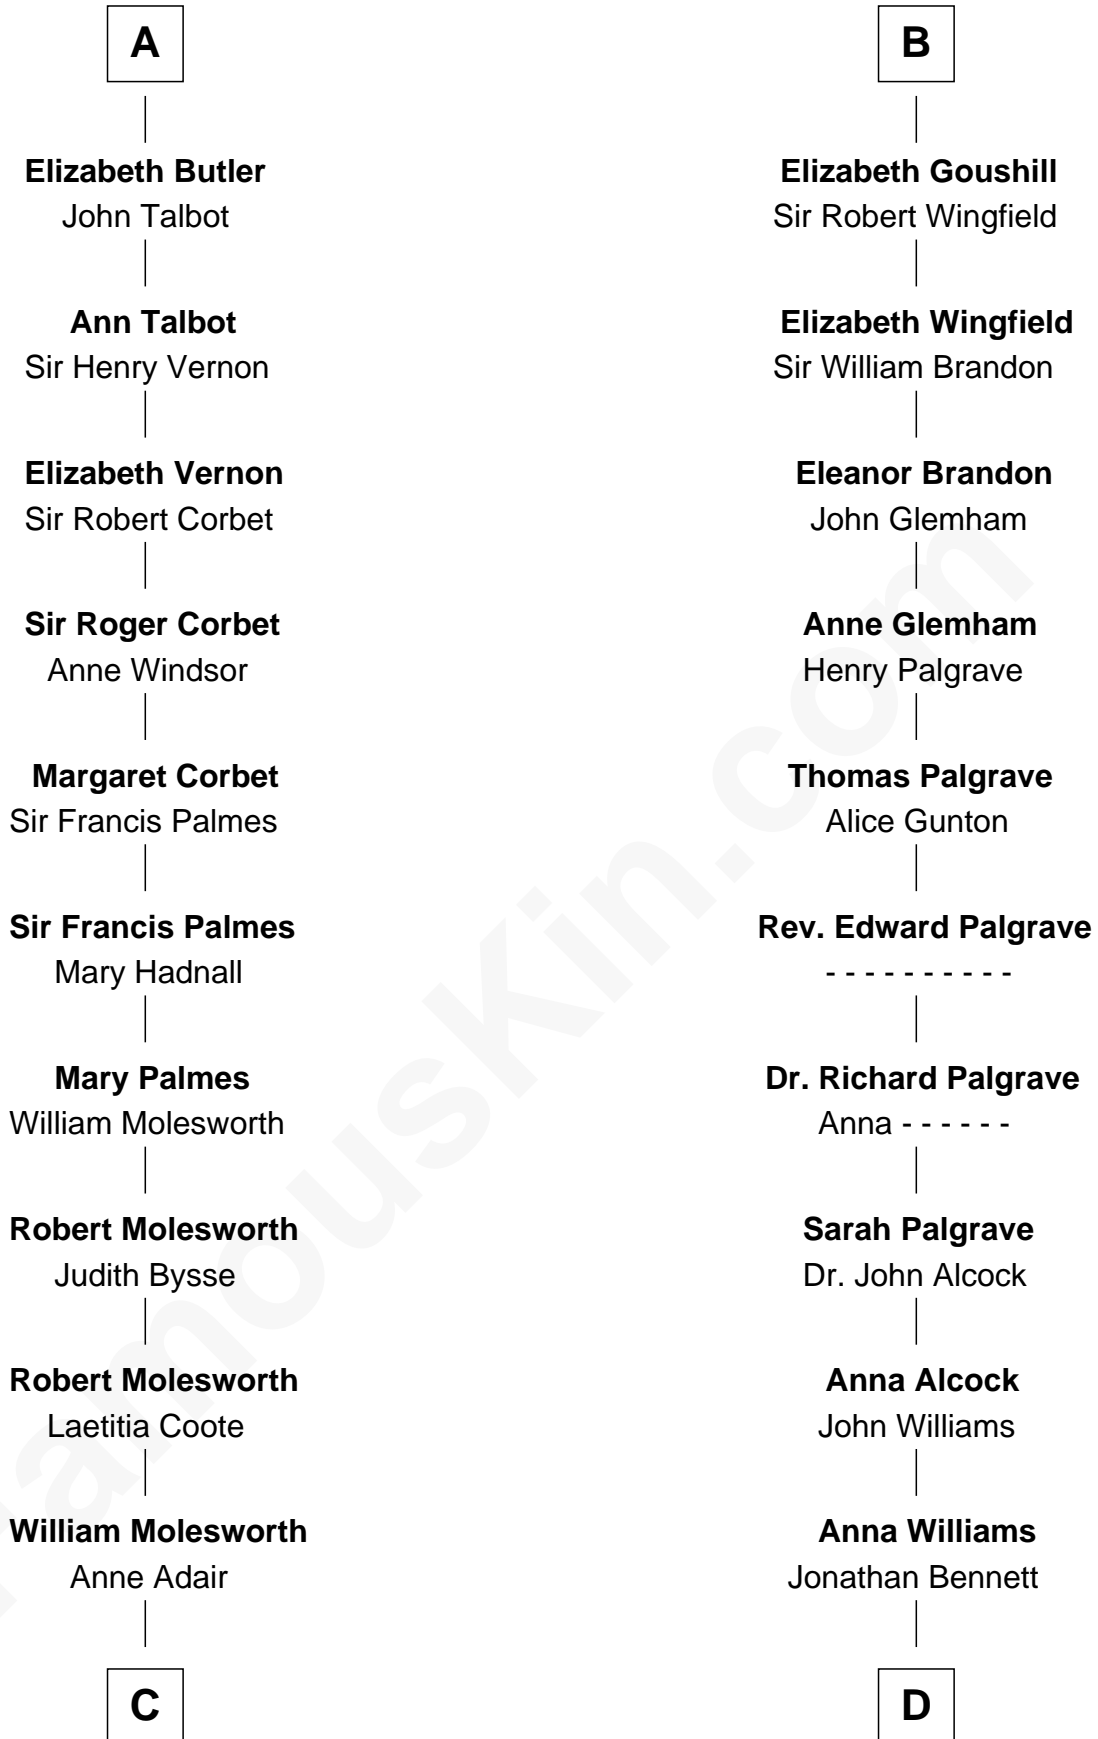 A
Elizabeth Butler
John Talbot
Ann Talbot
Sir Henry Vernon
Elizabeth Vernon
Sir Robert Corbet
Sir Roger Corbet
Anne Windsor
Margaret Corbet
Sir Francis Palmes
Sir Francis Palmes
Mary Hadnall
Mary Palmes
William Molesworth
Robert Molesworth
Judith Bysse
Robert Molesworth
Laetitia Coote
William Molesworth
Anne Adair
C
B
Elizabeth Goushill
Sir Robert Wingfield
Elizabeth Wingfield
Sir William Brandon
Eleanor Brandon
John Glemham
Anne Glemham
Henry Palgrave
Thomas Palgrave
Alice Gunton
Rev. Edward Palgrave
- - - - - - - - - -
Dr. Richard Palgrave
Anna - - - - - -
Sarah Palgrave
Dr. John Alcock
Anna Alcock
John Williams
Anna Williams
Jonathan Bennett
D
FamousKin.com